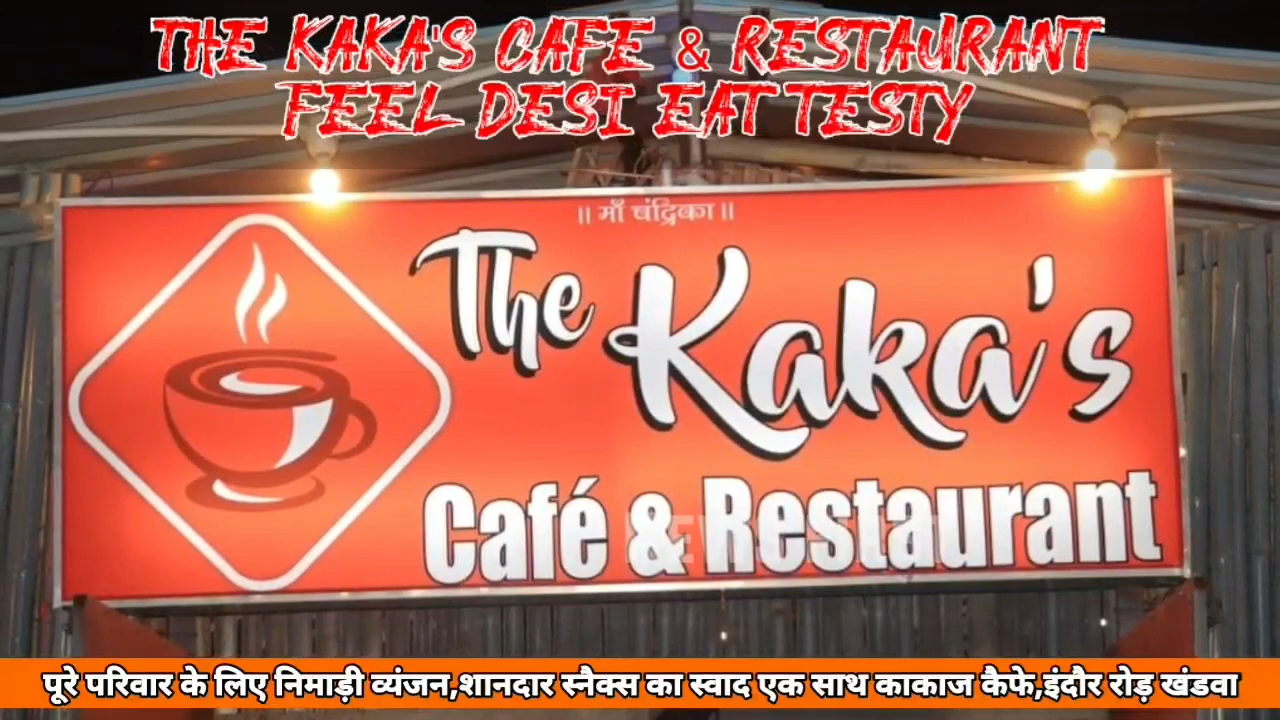 THE KAKA'S CAFE & RESTAURANT
FEEL DESI EAT TESTY
|| माँ चंद्रिका ||
The Kaka's
Café & Restaurant
पूरे परिवार के लिए निमाड़ी व्यंजन,शानदार स्नैक्स का स्वाद एक साथ काकाज कैफे,इंदौर रोड़ खंडवा